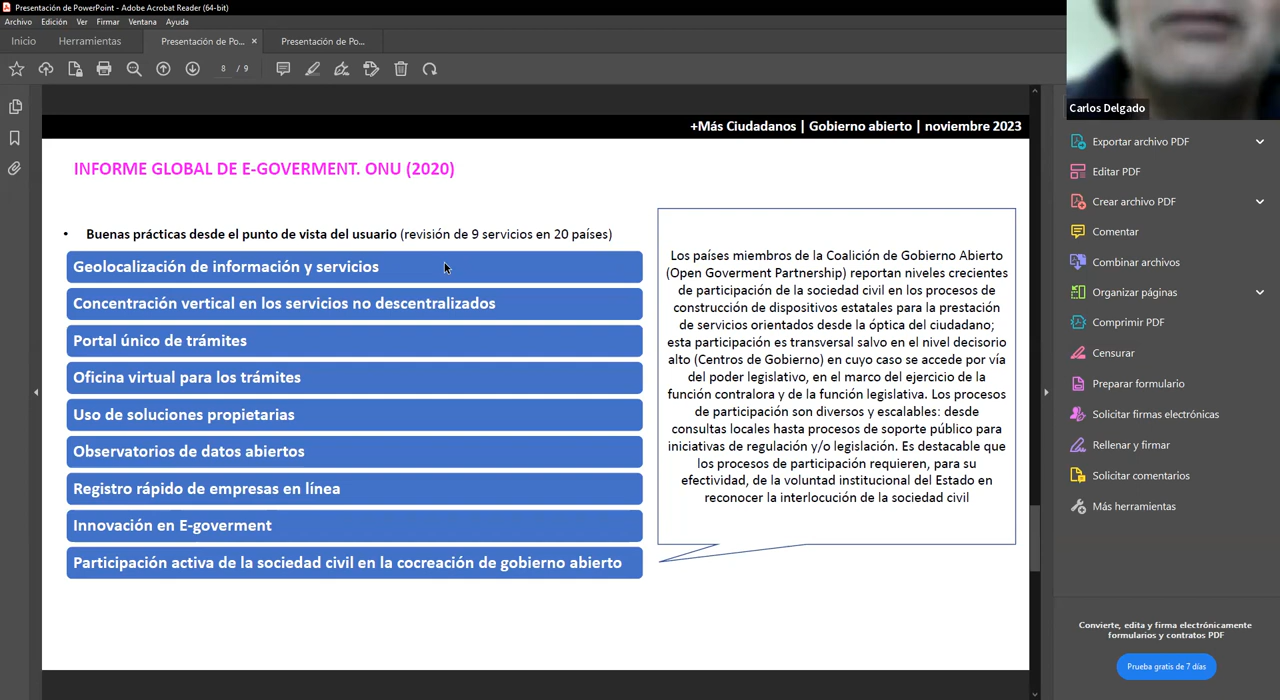 Presentación de PowerPoint - Adobe Acrobat Reader (64-bit)
Archivo Edición Ver Firmar Ventana Ayuda
Inicio Herramientas Presentación de Po... × Presentación de Po...
8 / 9
Carlos Delgado
+Más Ciudadanos | Gobierno abierto | noviembre 2023
INFORME GLOBAL DE E-GOVERMENT. ONU (2020)
• Buenas prácticas desde el punto de vista del usuario (revisión de 9 servicios en 20 países)
Geolocalización de información y servicios
Concentración vertical en los servicios no descentralizados
Portal único de trámites
Oficina virtual para los trámites
Uso de soluciones propietarias
Observatorios de datos abiertos
Registro rápido de empresas en línea
Innovación en E-goverment
Participación activa de la sociedad civil en la cocreación de gobierno abierto
Los países miembros de la Coalición de Gobierno Abierto
(Open Goverment Partnership) reportan niveles crecientes
de participación de la sociedad civil en los procesos de
construcción de dispositivos estatales para la prestación
de servicios orientados desde la óptica del ciudadano;
esta participación es transversal salvo en el nivel decisorio
alto (Centros de Gobierno) en cuyo caso se accede por vía
del poder legislativo, en el marco del ejercicio de la
función contralora y de la función legislativa. Los procesos
de participación son diversos y escalables: desde
consultas locales hasta procesos de soporte público para
iniciativas de regulación y/o legislación. Es destacable que
los procesos de participación requieren, para su
efectividad, de la voluntad institucional del Estado en
reconocer la interlocución de la sociedad civil
Exportar archivo PDF
Editar PDF
Crear archivo PDF
Comentar
Combinar archivos
Organizar páginas
Comprimir PDF
Censurar
Preparar formulario
Solicitar firmas electrónicas
Rellenar y firmar
Solicitar comentarios
Más herramientas
Convierte, edita y firma electrónicamente
formularios y contratos PDF
Prueba gratis de 7 días